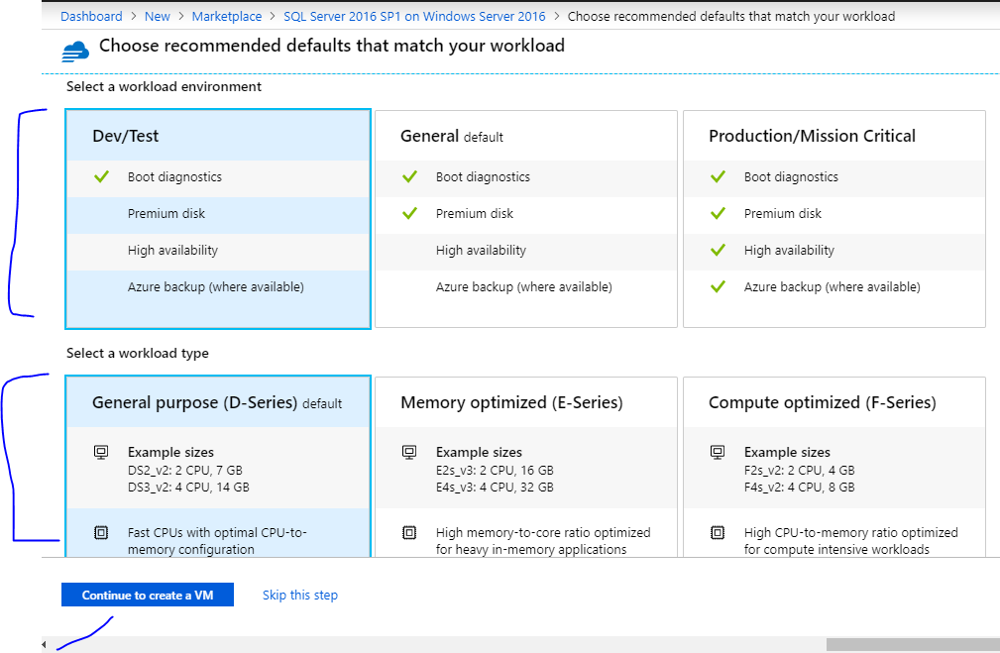 Dashboard > New > Marketplace > SQL Server 2016 SP1 on Windows Server 2016 > Choose recommended defaults that match your workload
Choose recommended defaults that match your workload
Select a workload environment
Dev/Test
Boot diagnostics
Premium disk
High availability
Azure backup (where available)
General default
Boot diagnostics
Premium disk
High availability
Azure backup (where available)
Production/Mission Critical
Boot diagnostics
Premium disk
High availability
Azure backup (where available)
Select a workload type
General purpose (D-Series) default
Example sizes
DS2_v2: 2 CPU, 7 GB
DS3_v2: 4 CPU, 14 GB
Fast CPUs with optimal CPU-to-
memory configuration
Memory optimized (E-Series)
Example sizes
E2s_v3: 2 CPU, 16 GB
E4s_v3: 4 CPU, 32 GB
High memory-to-core ratio optimized
for heavy in-memory applications
Compute optimized (F-Series)
Example sizes
F2s_v2: 2 CPU, 4 GB
F4s_v2: 4 CPU, 8 GB
High CPU-to-memory ratio optimized
for compute intensive workloads
Continue to create a VM
Skip this step